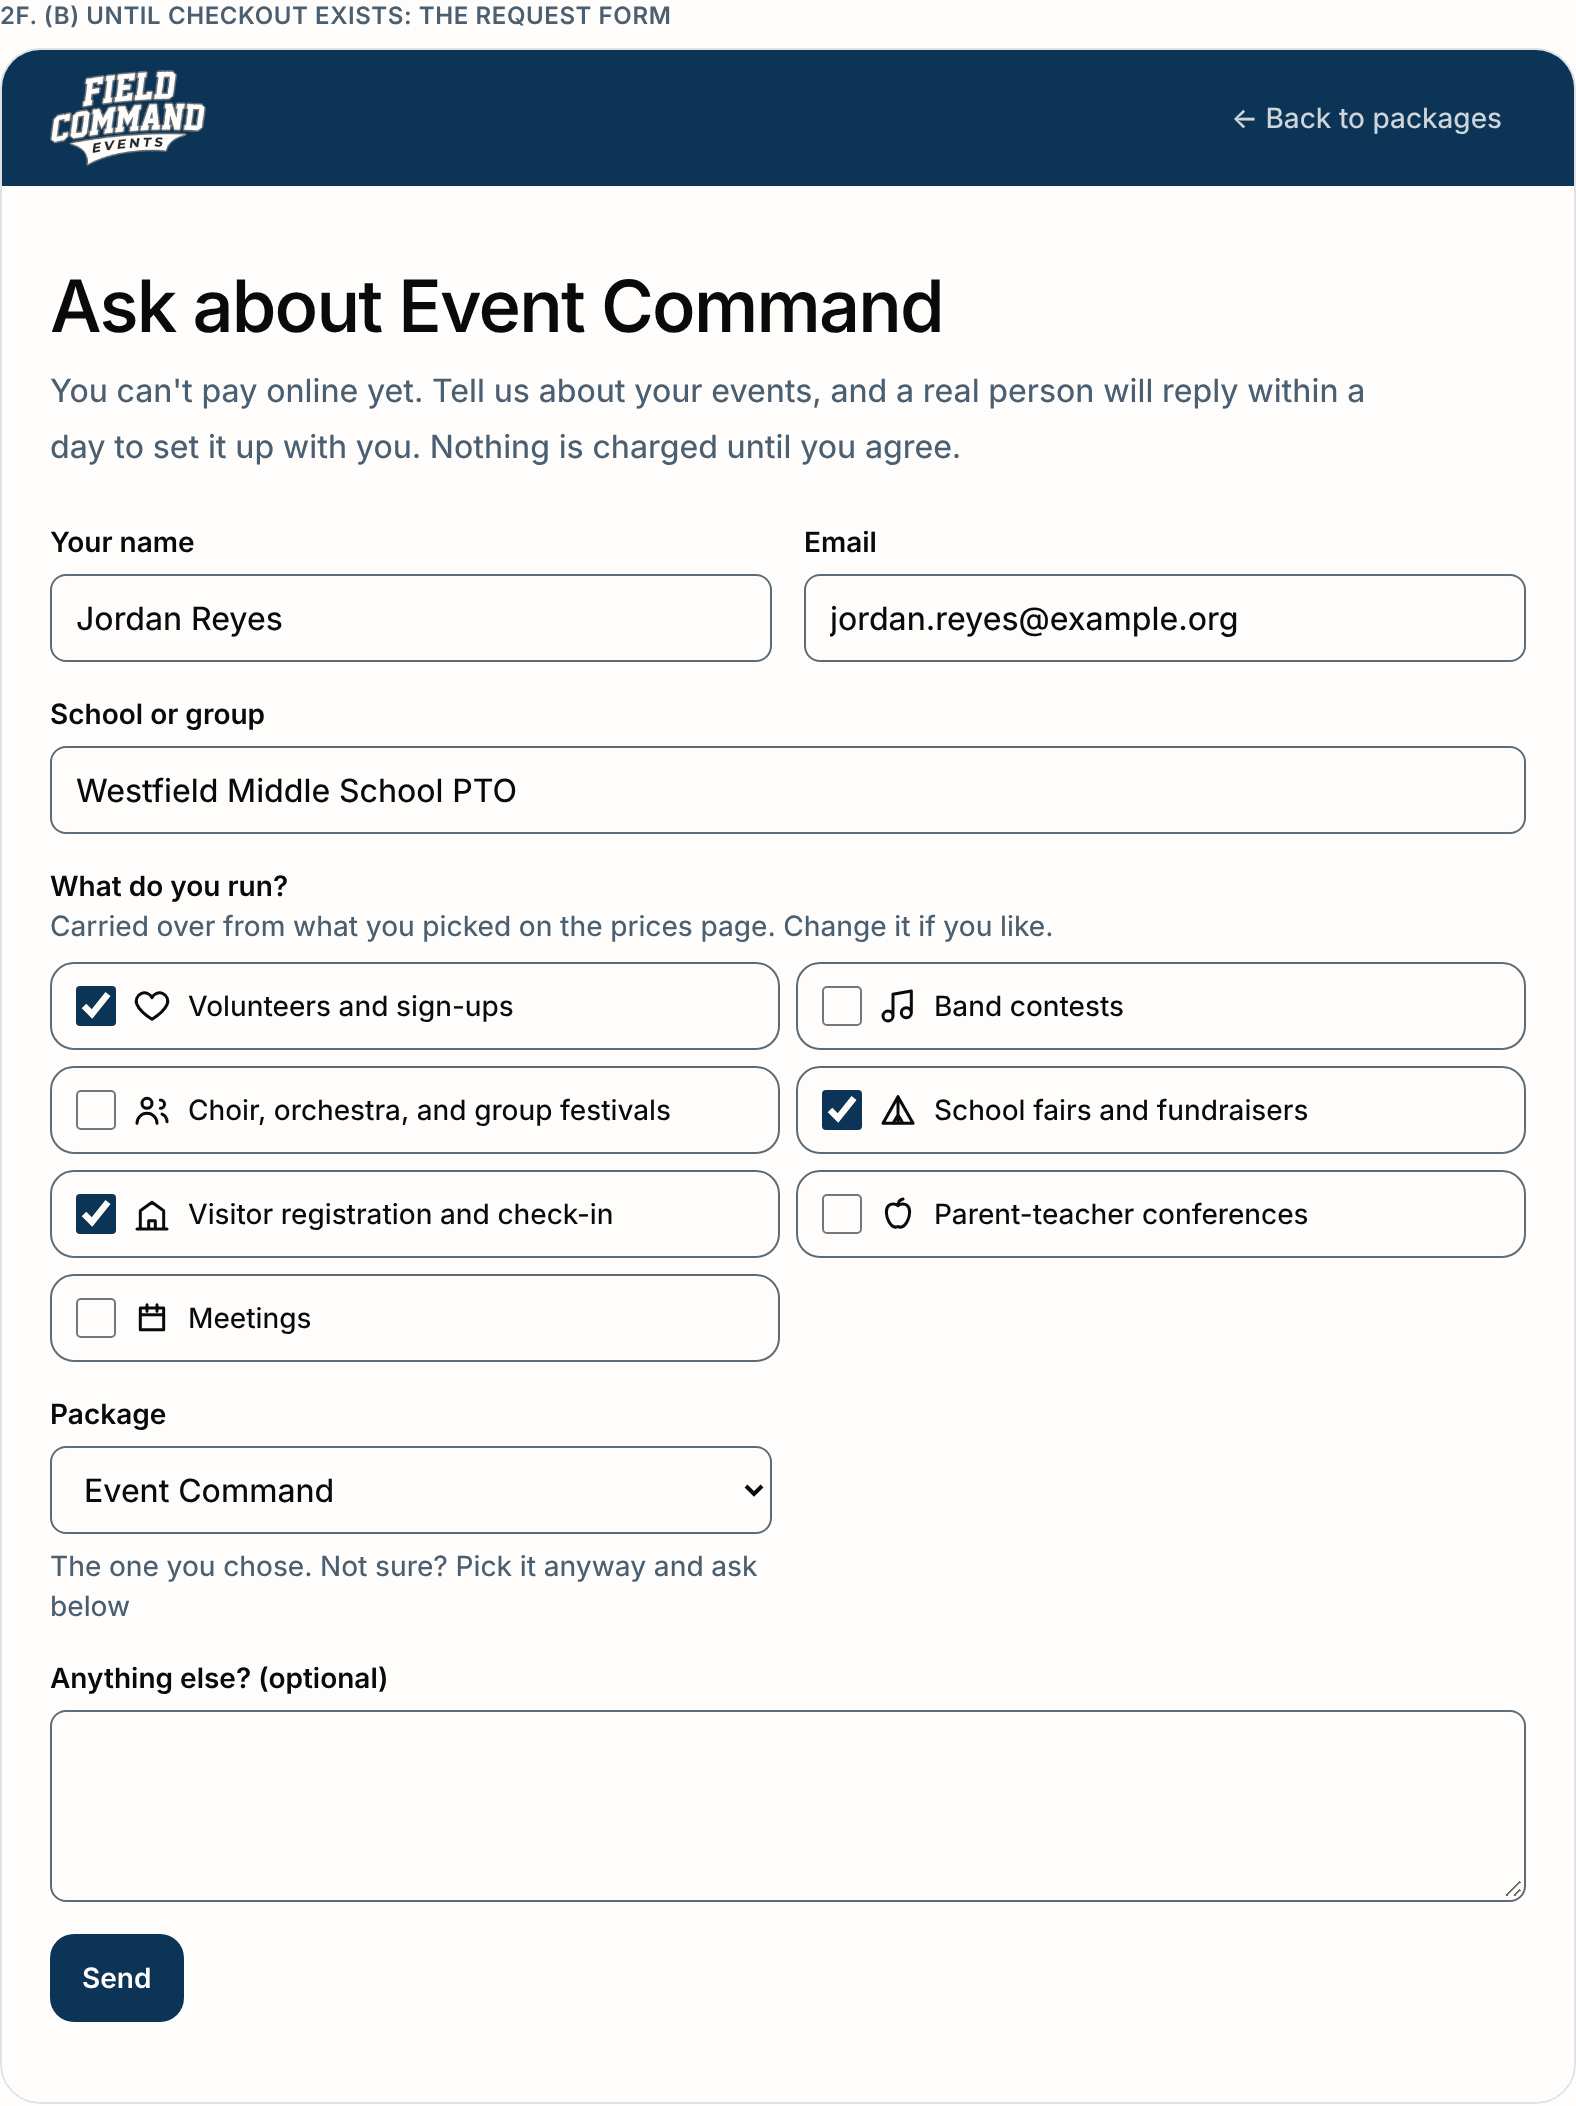 2F. (B) UNTIL CHECKOUT EXISTS: THE REQUEST FORM
FIELD
COMMAND
EVENTS
← Back to packages
Ask about Event Command
You can't pay online yet. Tell us about your events, and a real person will reply within a
day to set it up with you. Nothing is charged until you agree.
Your name
Email
Jordan Reyes
jordan.reyes@example.org
School or group
Westfield Middle School PTO
What do you run?
Carried over from what you picked on the prices page. Change it if you like.
Volunteers and sign-ups
Band contests
Choir, orchestra, and group festivals
School fairs and fundraisers
Visitor registration and check-in
Parent-teacher conferences
Meetings
Package
Event Command
The one you chose. Not sure? Pick it anyway and ask
below
Anything else? (optional)
Send